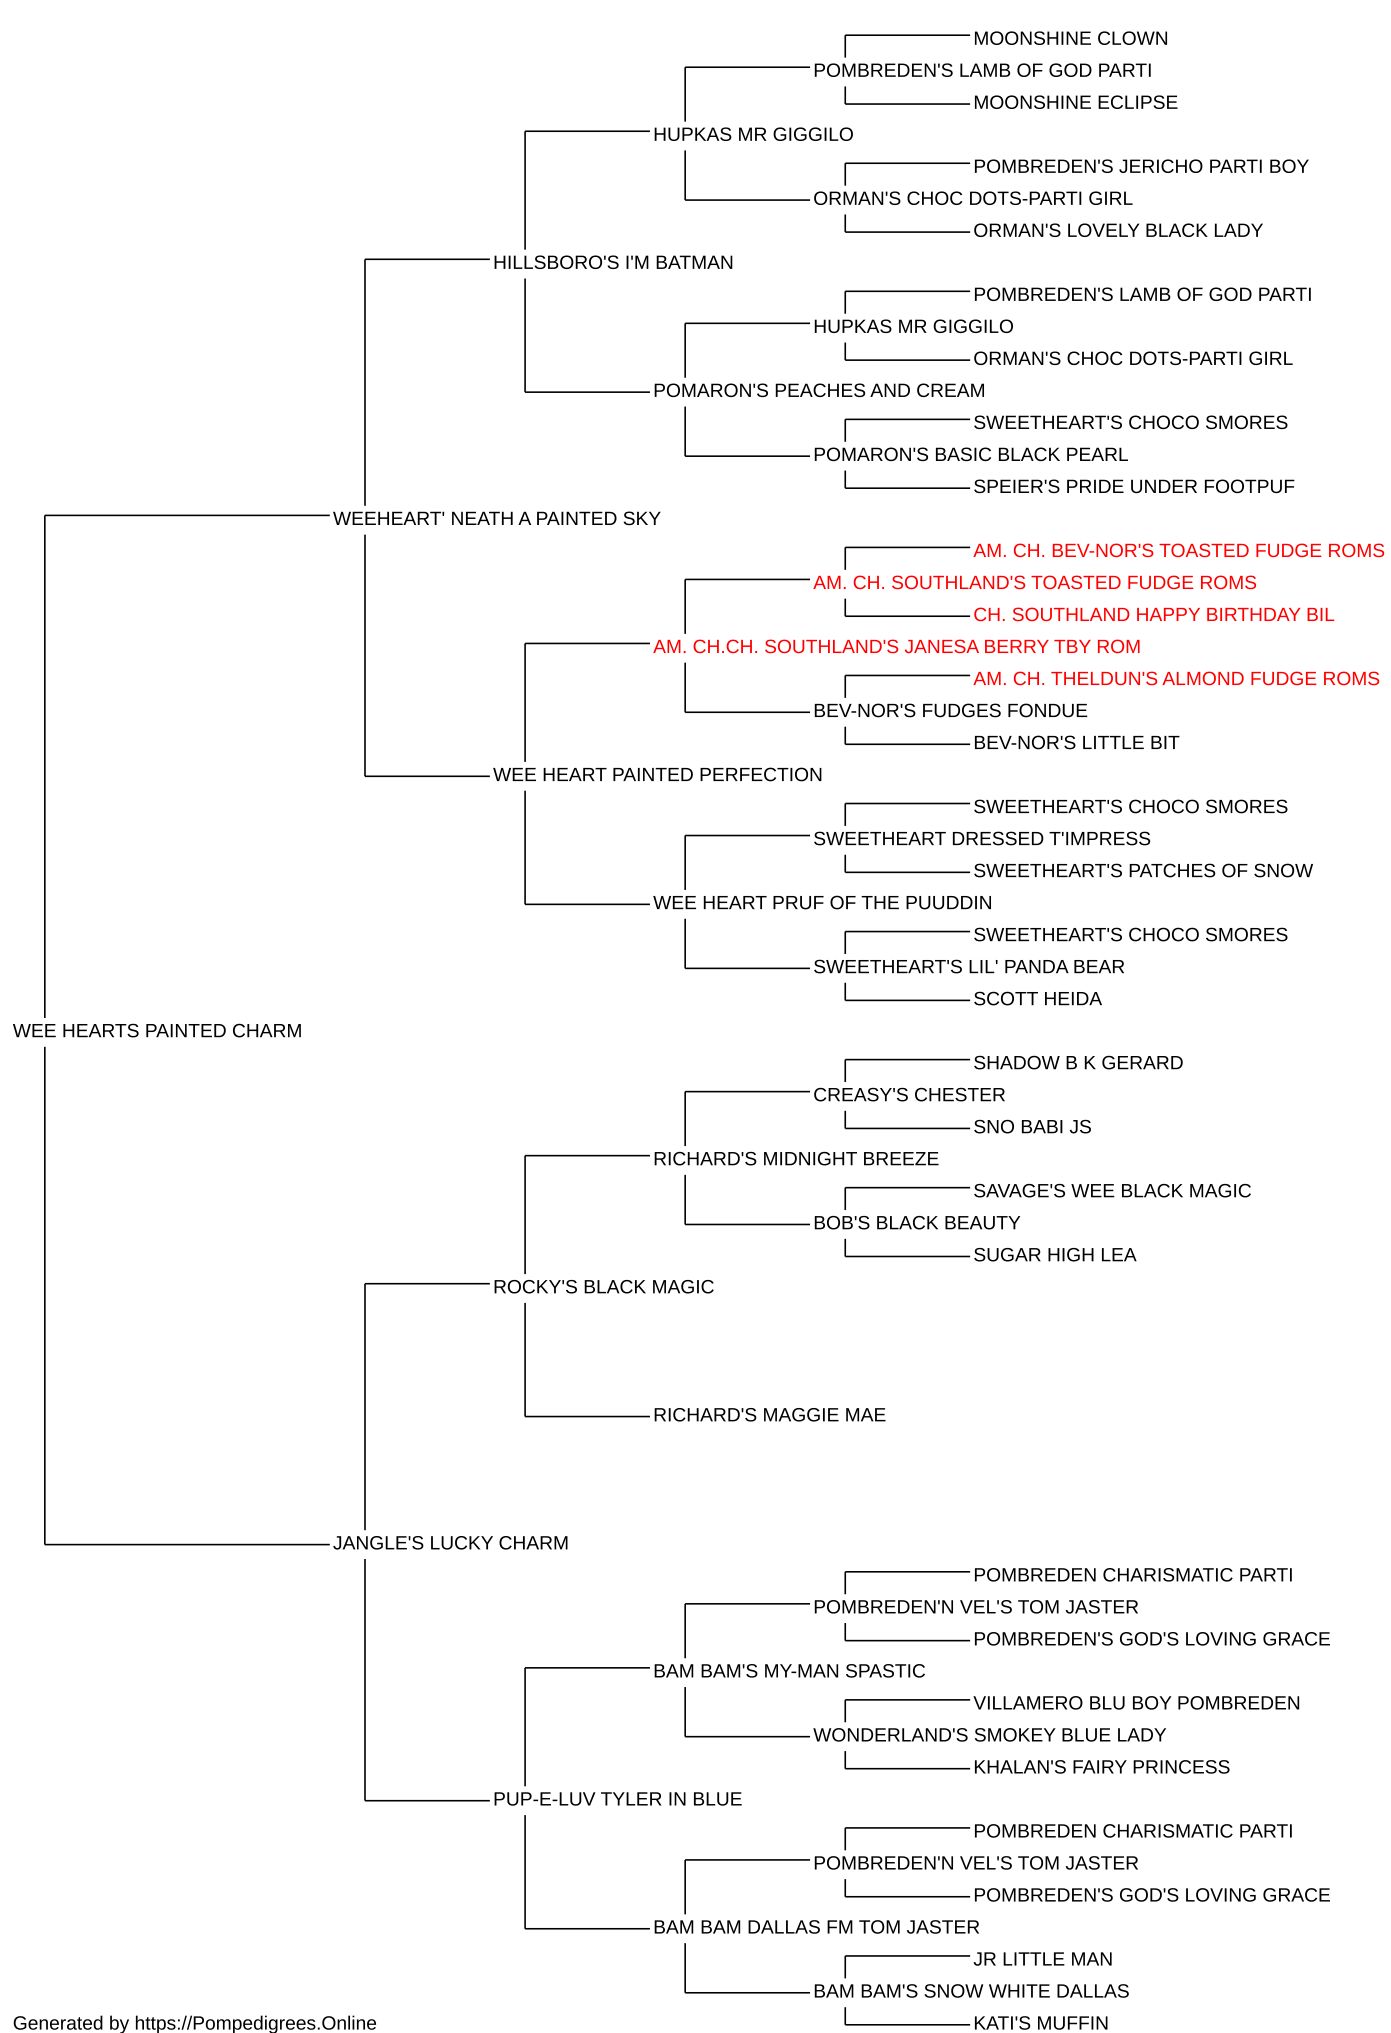 MOONSHINE CLOWN
POMBREDEN'S LAMB OF GOD PARTI
MOONSHINE ECLIPSE
HUPKAS MR GIGGILO
POMBREDEN'S JERICHO PARTI BOY
ORMAN'S CHOC DOTS-PARTI GIRL
ORMAN'S LOVELY BLACK LADY
HILLSBORO'S I'M BATMAN
POMBREDEN'S LAMB OF GOD PARTI
HUPKAS MR GIGGILO
ORMAN'S CHOC DOTS-PARTI GIRL
POMARON'S PEACHES AND CREAM
SWEETHEART'S CHOCO SMORES
POMARON'S BASIC BLACK PEARL
SPEIER'S PRIDE UNDER FOOTPUF
WEEHEART' NEATH A PAINTED SKY
AM. CH. BEV-NOR'S TOASTED FUDGE ROMS
AM. CH. SOUTHLAND'S TOASTED FUDGE ROMS
CH. SOUTHLAND HAPPY BIRTHDAY BIL
AM. CH.CH. SOUTHLAND'S JANESA BERRY TBY ROM
AM. CH. THELDUN'S ALMOND FUDGE ROMS
BEV-NOR'S FUDGES FONDUE
BEV-NOR'S LITTLE BIT
WEE HEART PAINTED PERFECTION
SWEETHEART'S CHOCO SMORES
SWEETHEART DRESSED T'IMPRESS
SWEETHEART'S PATCHES OF SNOW
WEE HEART PRUF OF THE PUUDDIN
SWEETHEART'S CHOCO SMORES
SWEETHEART'S LIL' PANDA BEAR
SCOTT HEIDA
WEE HEARTS PAINTED CHARM
SHADOW B K GERARD
CREASY'S CHESTER
SNO BABI JS
RICHARD'S MIDNIGHT BREEZE
SAVAGE'S WEE BLACK MAGIC
BOB'S BLACK BEAUTY
SUGAR HIGH LEA
ROCKY'S BLACK MAGIC
RICHARD'S MAGGIE MAE
JANGLE'S LUCKY CHARM
POMBREDEN CHARISMATIC PARTI
POMBREDEN'N VEL'S TOM JASTER
POMBREDEN'S GOD'S LOVING GRACE
BAM BAM'S MY-MAN SPASTIC
VILLAMERO BLU BOY POMBREDEN
WONDERLAND'S SMOKEY BLUE LADY
KHALAN'S FAIRY PRINCESS
PUP-E-LUV TYLER IN BLUE
POMBREDEN CHARISMATIC PARTI
POMBREDEN'N VEL'S TOM JASTER
POMBREDEN'S GOD'S LOVING GRACE
BAM BAM DALLAS FM TOM JASTER
JR LITTLE MAN
BAM BAM'S SNOW WHITE DALLAS
KATI'S MUFFIN
Generated by https://Pompedigrees.Online